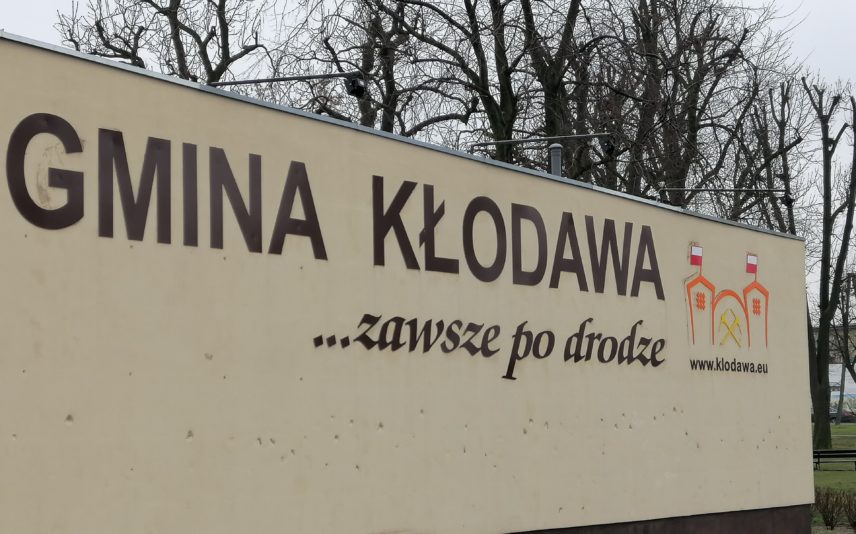 GMINA KŁODAWA
...zawsze po drodze
www.klodawa.eu